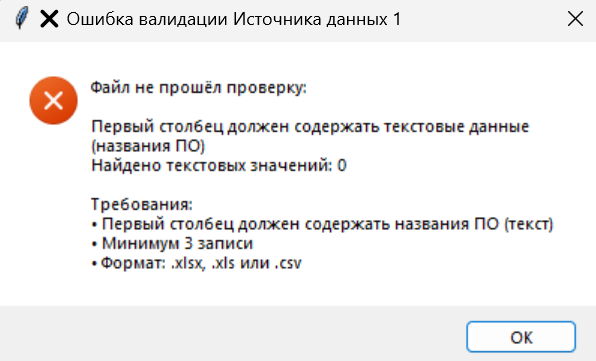 ❌ Ошибка валидации Источника данных 1
Файл не прошёл проверку:
Первый столбец должен содержать текстовые данные
(названия ПО)
Найдено текстовых значений: 0
Требования:
• Первый столбец должен содержать названия ПО (текст)
• Минимум 3 записи
• Формат: .xlsx, .xls или .csv
ОК